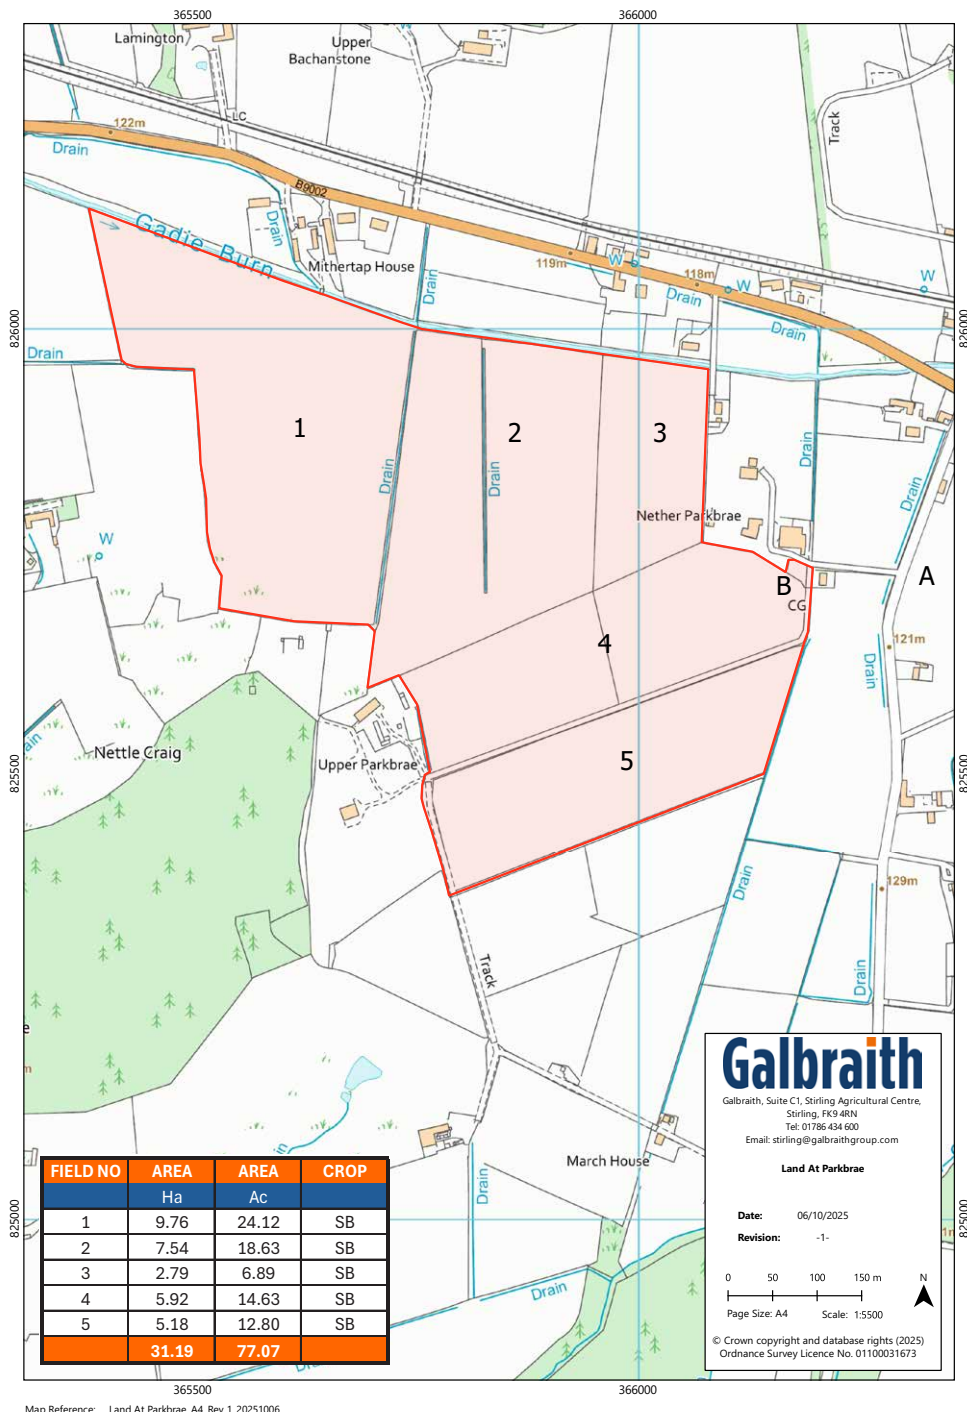 365500
366000
Lamington
Upper
Bachanstone
W
LC
Track
122m
Drain
B9002
Gadie Burn
Drain
Mithertap House
Drain
119m
W
118m
W
W
Drain
Drain
826000
826000
Drain
1
2
3
Drain
Drain
Drain
Drain
Nether Parkbrae
W
A
B
CG
4
121m
Drain
Nettle Craig
Upper Parkbrae
5
825500
825500
ain
129m
Drain
Drain
Track
e
m
in
March House
Drain
Drain
825000
825000
1m
FIELD NO AREA AREA CROP
Ha Ac
1 9.76 24.12 SB
2 7.54 18.63 SB
3 2.79 6.89 SB
4 5.92 14.63 SB
5 5.18 12.80 SB
31.19 77.07
Galbraith
Galbraith, Suite C1, Stirling Agricultural Centre,
Stirling, FK9 4RN
Tel: 01786 434 600
Email: stirling@galbraithgroup.com
Land At Parkbrae
Date: 06/10/2025
Revision: -1-
0 50 100 150 m N
Page Size: A4 Scale: 1:5500
© Crown copyright and database rights (2025)
Ordnance Survey Licence No. 01100031673
365500
366000
Map Reference: Land At Parkbrae_A4_Rev 1_20251006